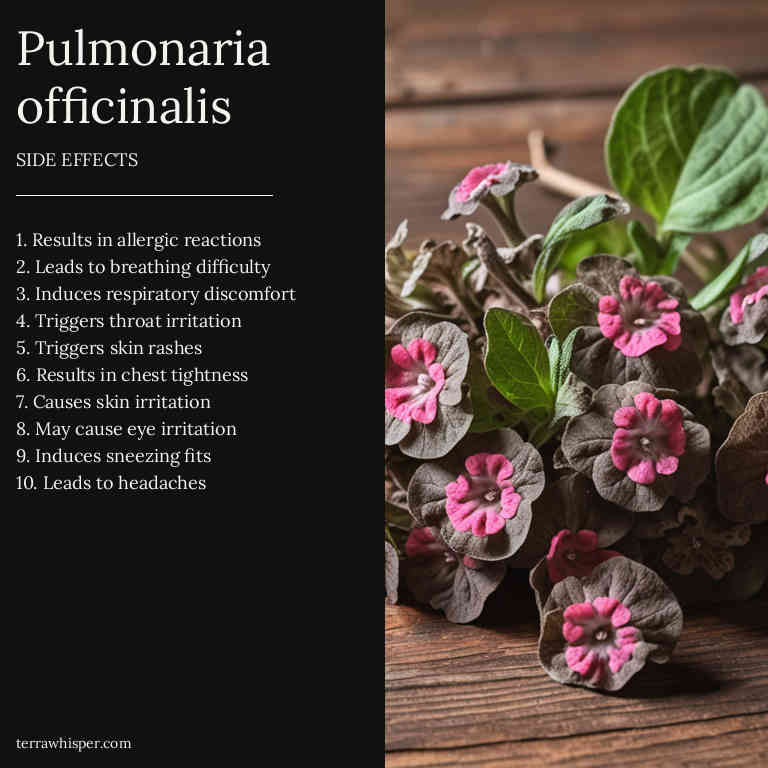 Pulmonaria
officinalis
SIDE EFFECTS
1. Results in allergic reactions
2. Leads to breathing difficulty
3. Induces respiratory discomfort
4. Triggers throat irritation
5. Triggers skin rashes
6. Results in chest tightness
7. Causes skin irritation
8. May cause eye irritation
9. Induces sneezing fits
10. Leads to headaches
terrawhisper.com